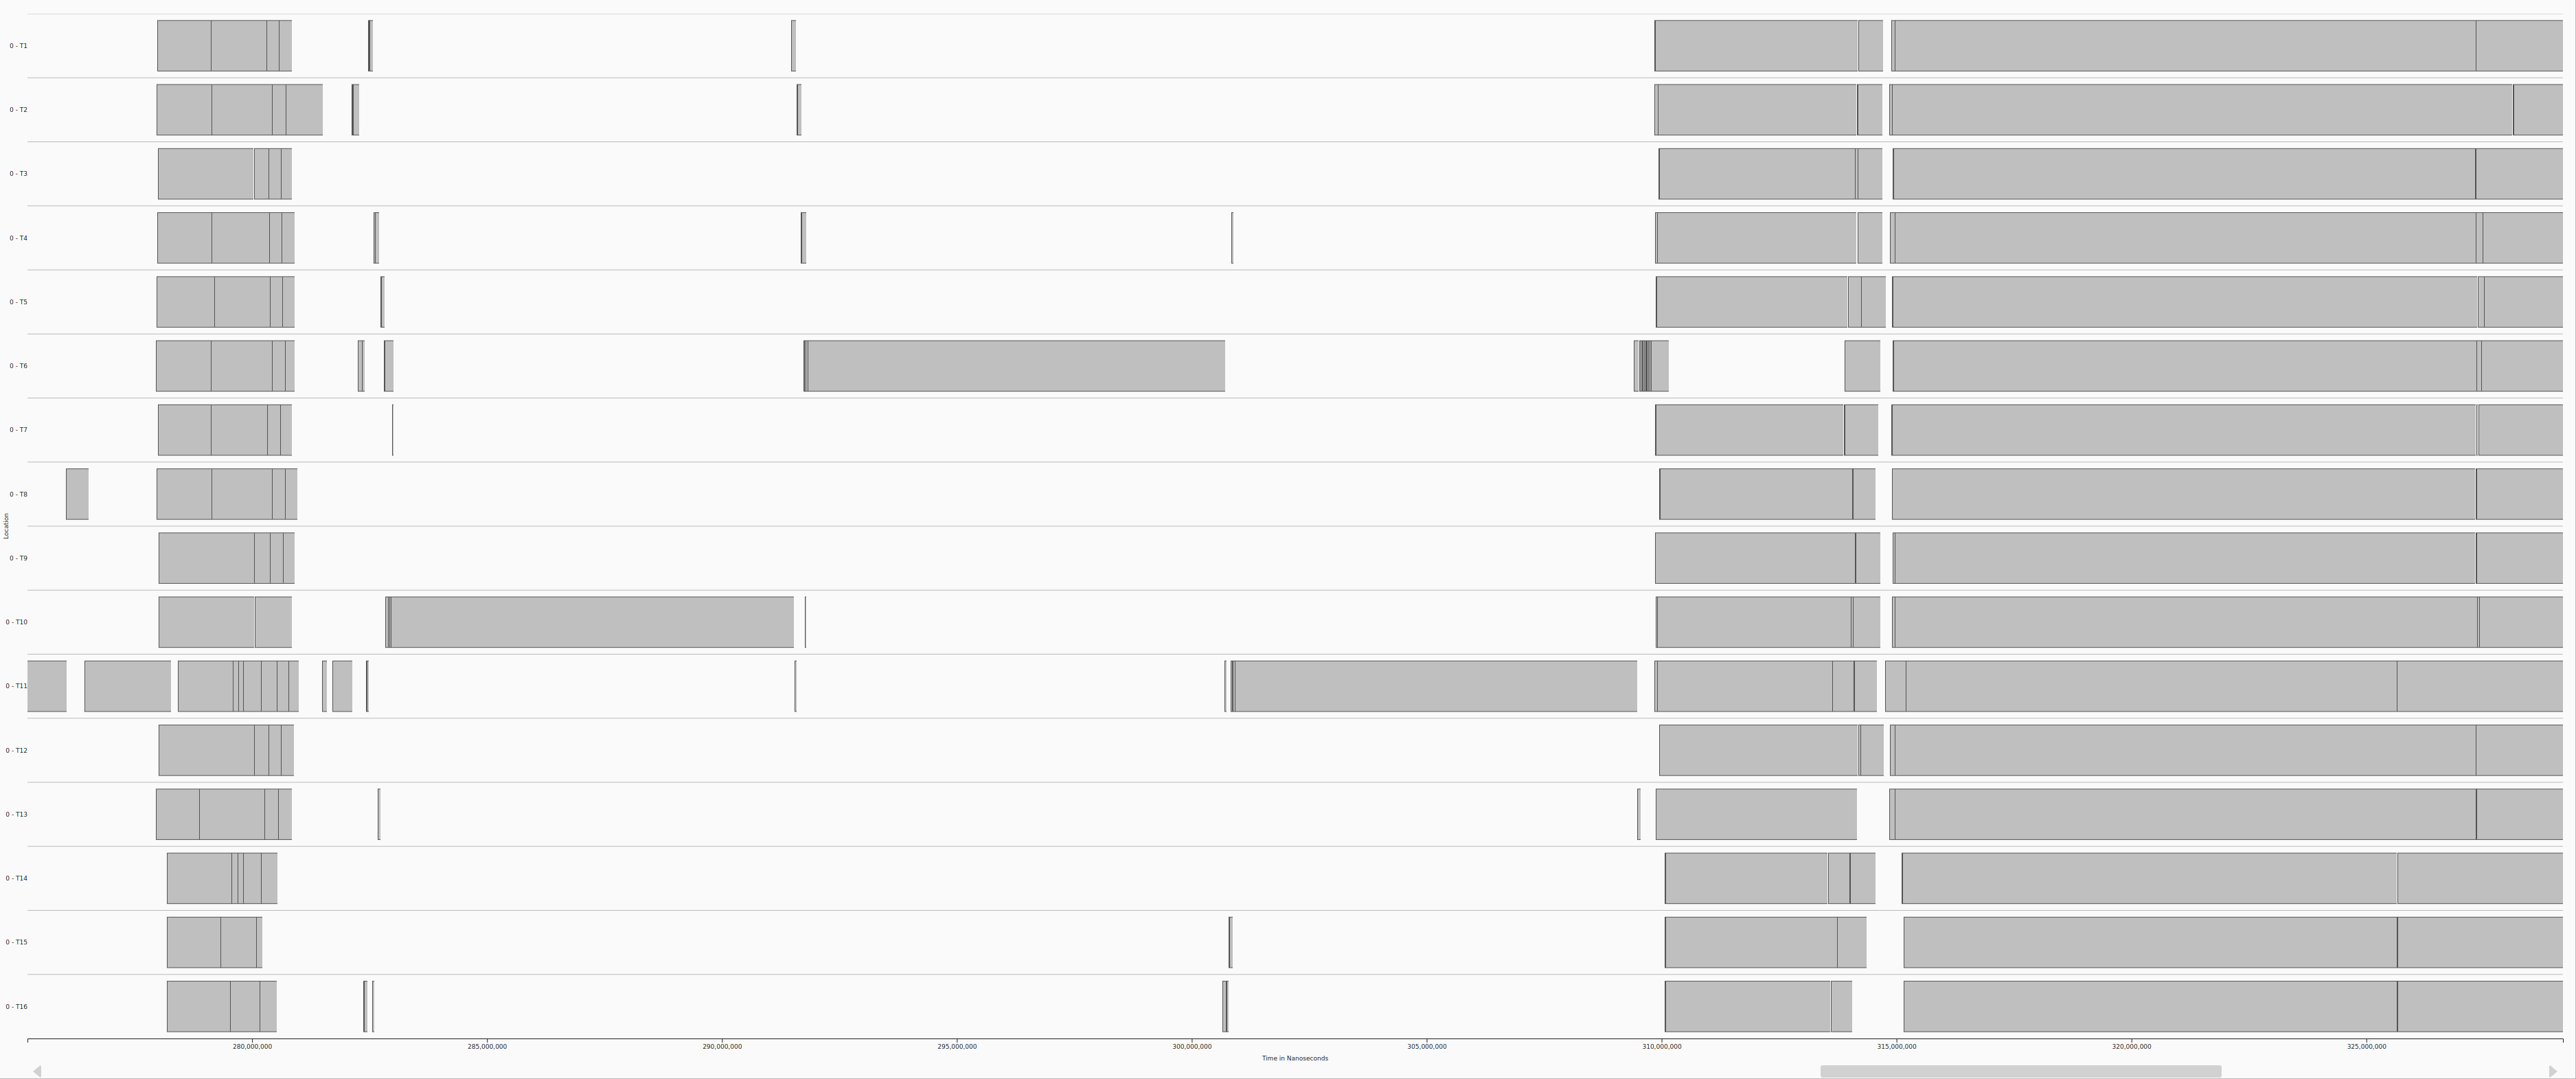 0 - T1
0 - T2
0 - T3
0 - T4
0 - T5
0 - T6
0 - T7
0 - T8
Location
0 - T9
0 - T10
0 - T11
0 - T12
0 - T13
0 - T14
0 - T15
0 - T16
280,000,000 285,000,000 290,000,000 295,000,000 300,000,000 305,000,000 310,000,000 315,000,000 320,000,000 325,000,000
Time in Nanoseconds